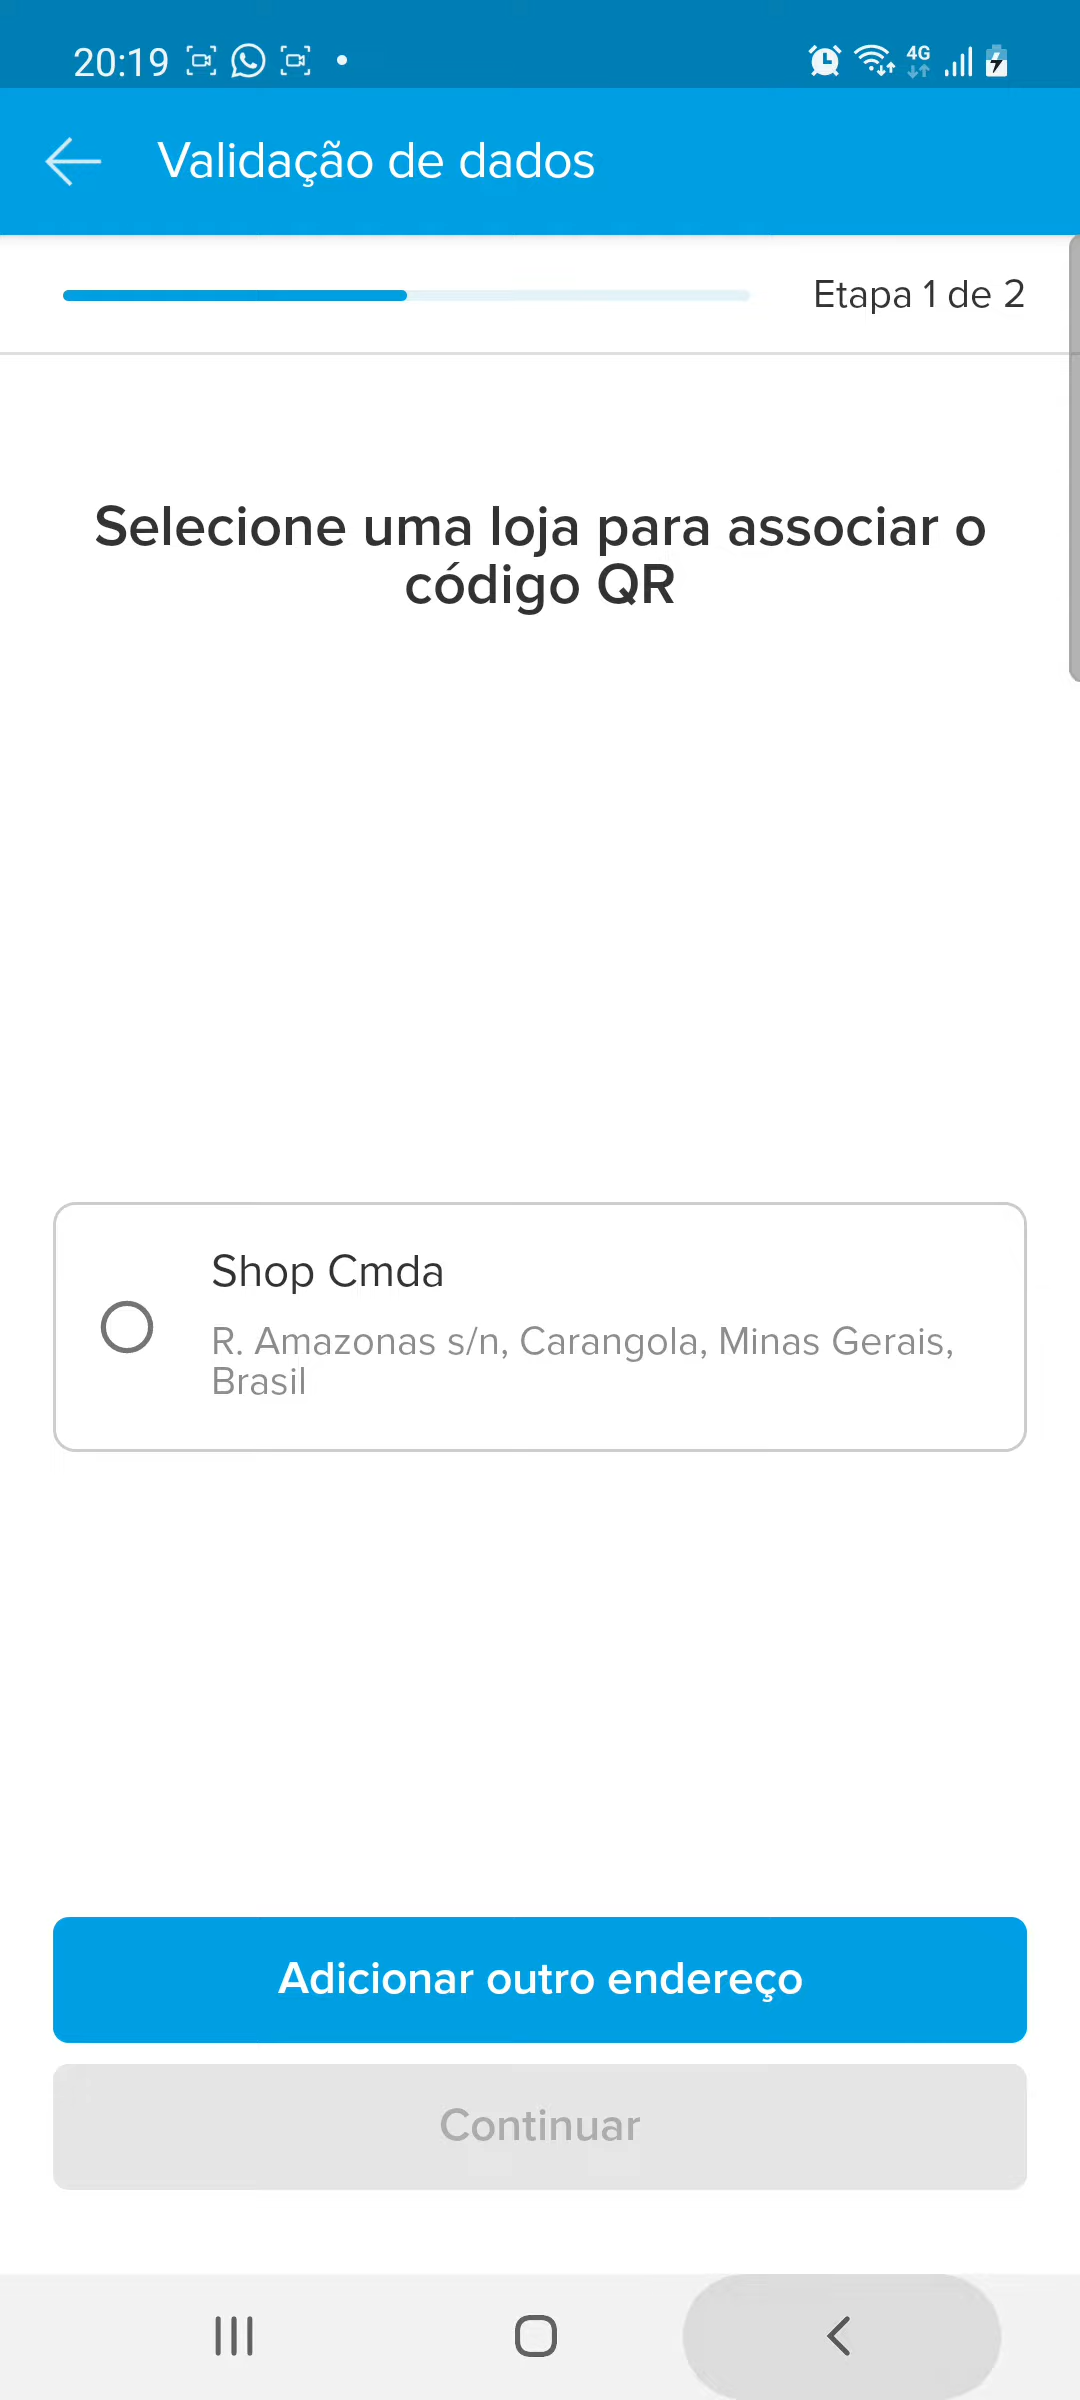 20:19
4G
Validação de dados
Etapa 1 de 2
Selecione uma loja para associar o
código QR
Shop Cmda
R. Amazonas s/n, Carangola, Minas Gerais,
Brasil
Adicionar outro endereço
Continuar